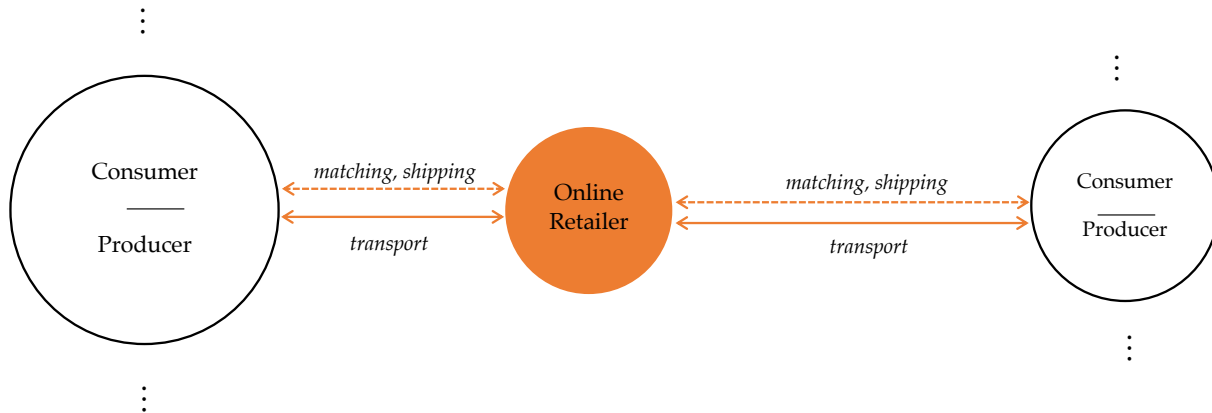 Consumer
Producer
matching, shipping
transport
Online
Retailer
matching, shipping
transport
Consumer
Producer